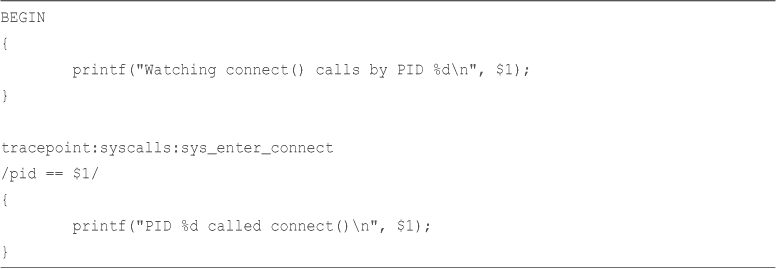 BEGIN
{
        printf("Watching connect() calls by PID %d\n", $1);
}

tracepoint:syscalls:sys_enter_connect
/pid == $1/
{
        printf("PID %d called connect()\n", $1);
}